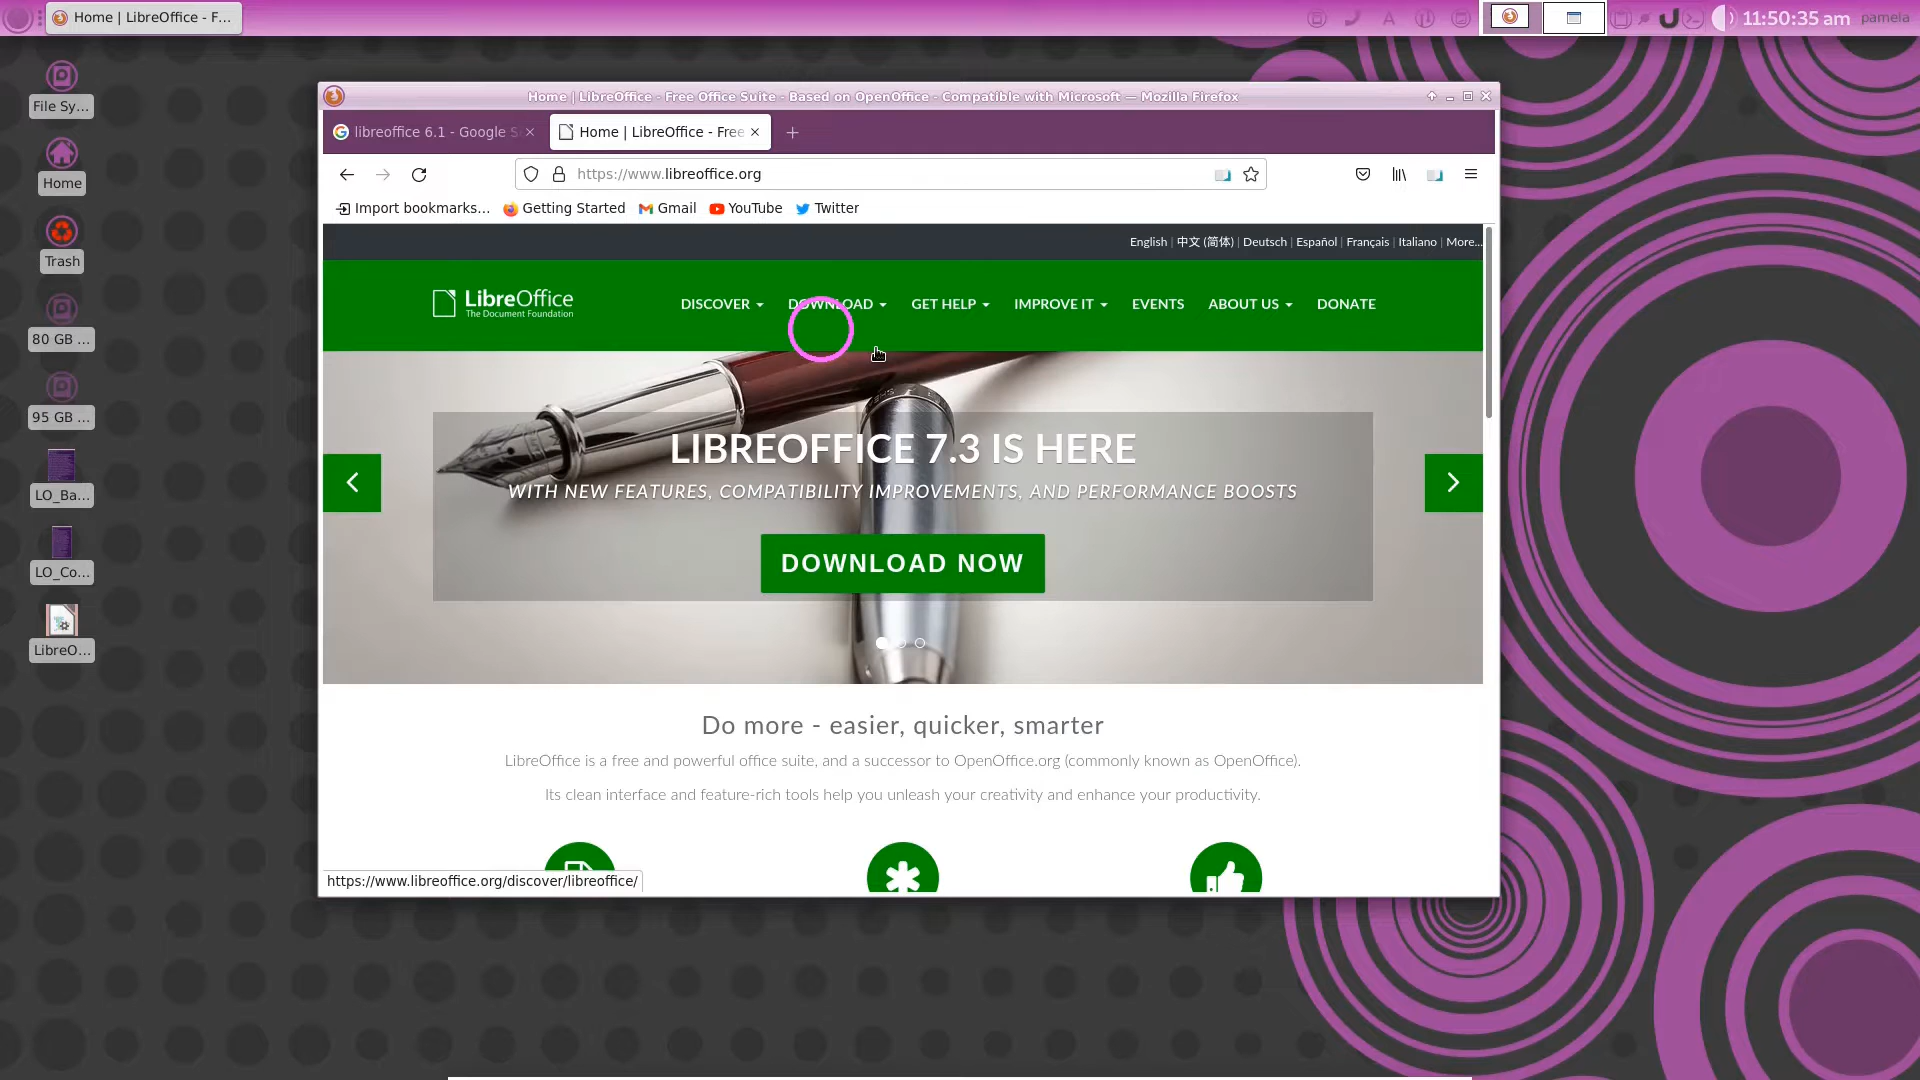 Home | LibreOffice - F...
11:50:35 am
pamela
File Sy...
Home
Trash
80 GB ...
95 GB ...
LO_Ba...
LO_Co...
LibreO...
Home | LibreOffice - Free Office Suite - Based on OpenOffice - Compatible with Microsoft — Mozilla Firefox
libreoffice 6.1 - Google S
Home | LibreOffice - Free
https://www.libreoffice.org
Import bookmarks...
Getting Started
Gmail
YouTube
Twitter
English | 中文 (简体) | Deutsch | Español | Français | Italiano | More...
LibreOffice
The Document Foundation
DISCOVER
DOWNLOAD
GET HELP
IMPROVE IT
EVENTS
ABOUT US
DONATE
LIBREOFFICE 7.3 IS HERE
WITH NEW FEATURES, COMPATIBILITY IMPROVEMENTS, AND PERFORMANCE BOOSTS
DOWNLOAD NOW
Do more - easier, quicker, smarter
LibreOffice is a free and powerful office suite, and a successor to OpenOffice.org (commonly known as OpenOffice).
Its clean interface and feature-rich tools help you unleash your creativity and enhance your productivity.
https://www.libreoffice.org/discover/libreoffice/